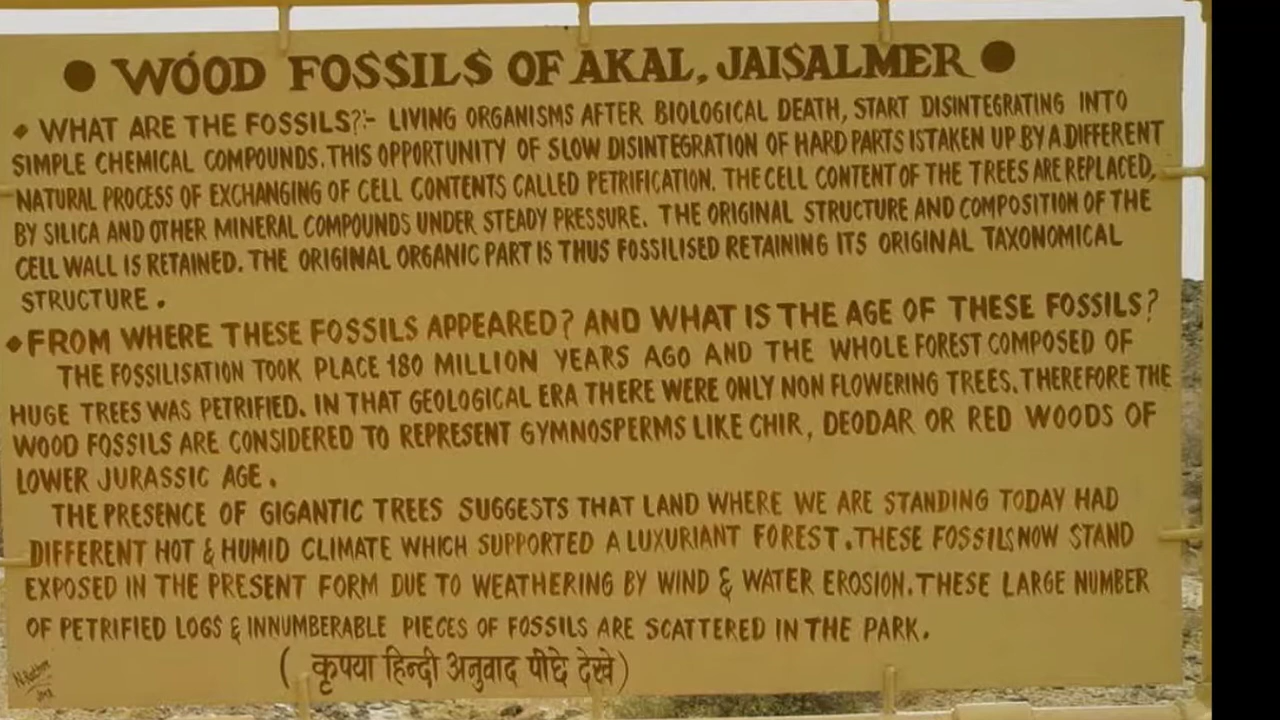 ● WOOD FOSSILS OF AKAL, JAISALMER ●
◆ WHAT ARE THE FOSSILS?:- LIVING ORGANISMS AFTER BIOLOGICAL DEATH, START DISINTEGRATING INTO
SIMPLE CHEMICAL COMPOUNDS. THIS OPPORTUNITY OF SLOW DISINTEGRATION OF HARD PARTS IS TAKEN UP BY A DIFFERENT
NATURAL PROCESS OF EXCHANGING OF CELL CONTENTS CALLED PETRIFICATION. THE CELL CONTENT OF THE TREES ARE REPLACED,
BY SILICA AND OTHER MINERAL COMPOUNDS UNDER STEADY PRESSURE. THE ORIGINAL STRUCTURE AND COMPOSITION OF THE
CELL WALL IS RETAINED. THE ORIGINAL ORGANIC PART IS THUS FOSSILISED RETAINING ITS ORIGINAL TAXONOMICAL
STRUCTURE.
◆ FROM WHERE THESE FOSSILS APPEARED? AND WHAT IS THE AGE OF THESE FOSSILS?
THE FOSSILISATION TOOK PLACE 180 MILLION YEARS AGO AND THE WHOLE FOREST COMPOSED OF
HUGE TREES WAS PETRIFIED. IN THAT GEOLOGICAL ERA THERE WERE ONLY NON FLOWERING TREES. THEREFORE THE
WOOD FOSSILS ARE CONSIDERED TO REPRESENT GYMNOSPERMS LIKE CHIR, DEODAR OR RED WOODS OF
LOWER JURASSIC AGE.
THE PRESENCE OF GIGANTIC TREES SUGGESTS THAT LAND WHERE WE ARE STANDING TODAY HAD
DIFFERENT HOT & HUMID CLIMATE WHICH SUPPORTED A LUXURIANT FOREST. THESE FOSSILS NOW STAND
EXPOSED IN THE PRESENT FORM DUE TO WEATHERING BY WIND & WATER EROSION. THESE LARGE NUMBER
OF PETRIFIED LOGS & INNUMBERABLE PIECES OF FOSSILS ARE SCATTERED IN THE PARK.
( कृपया हिन्दी अनुवाद पीछे देखे )